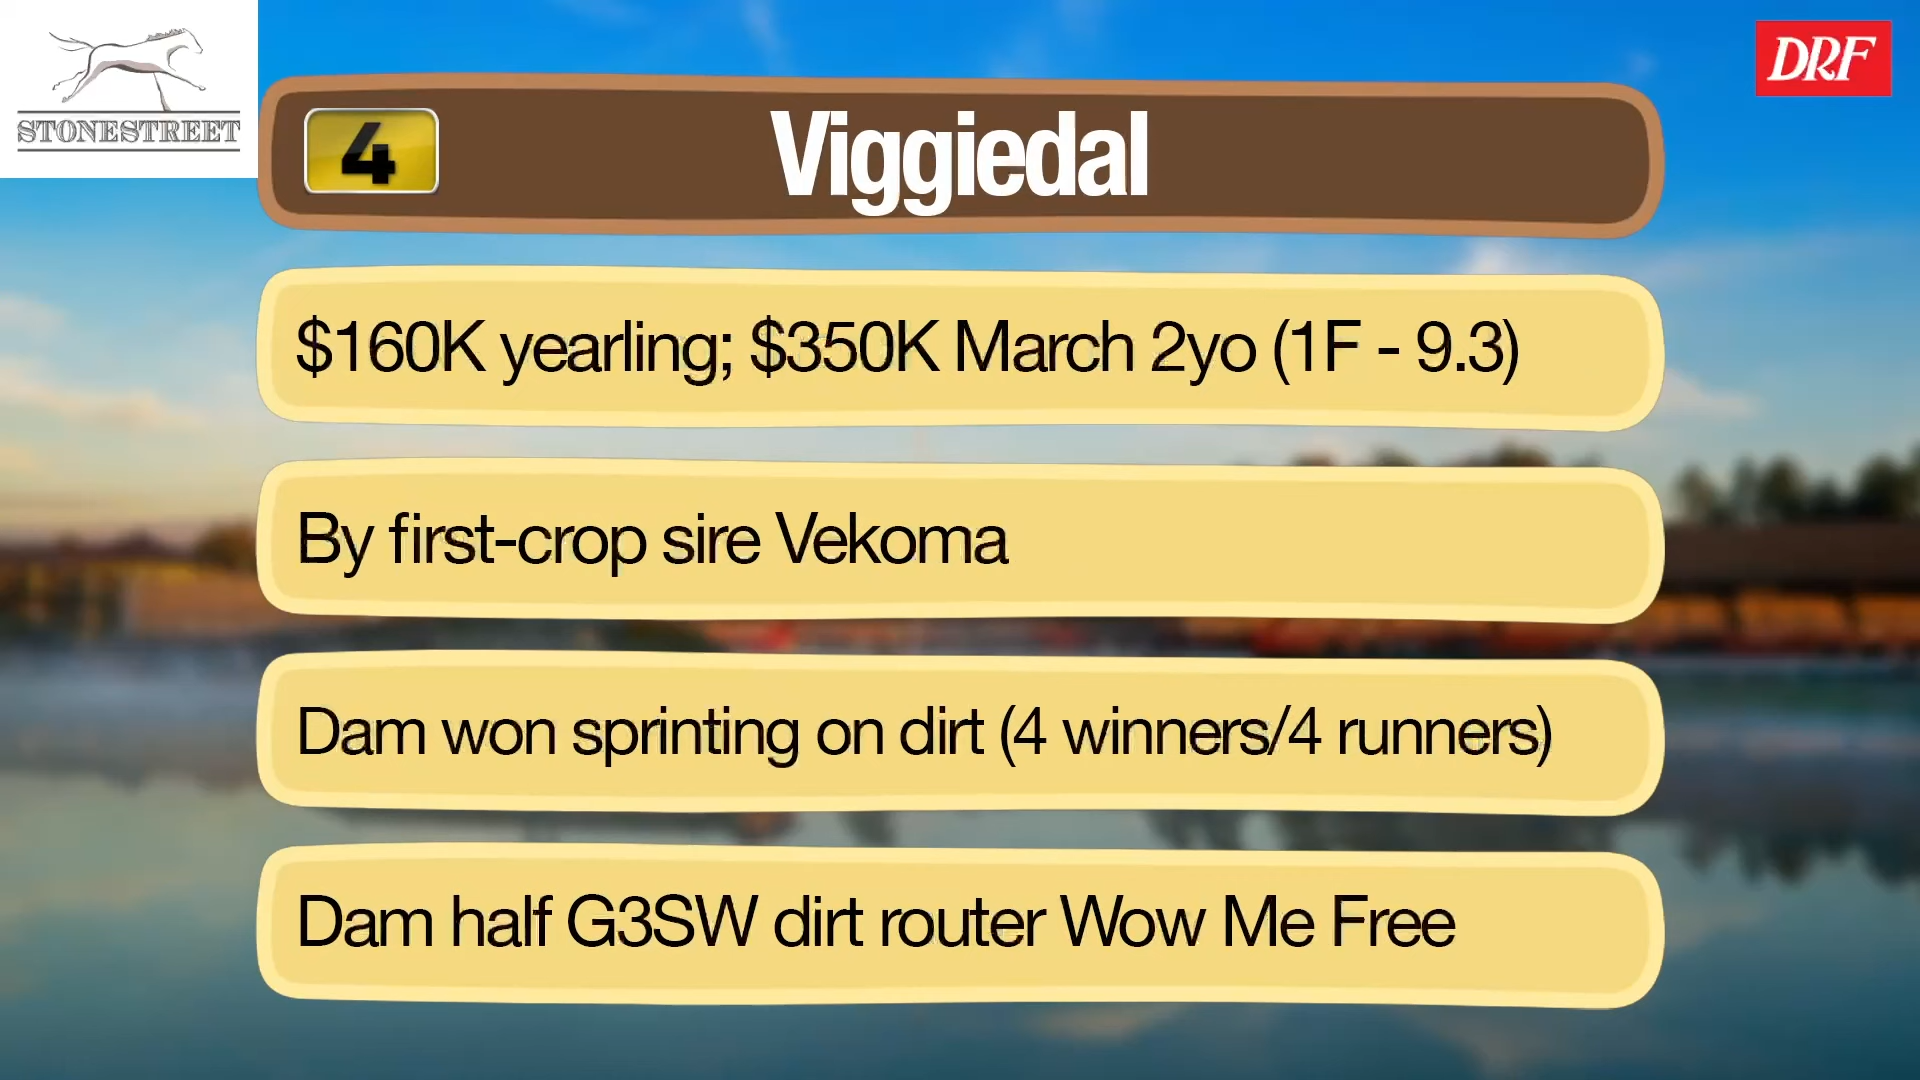 STONESTREET
DRF
4
Viggiedal
$160K yearling; $350K March 2yo (1F - 9.3)
By first-crop sire Vekoma
Dam won sprinting on dirt (4 winners/4 runners)
Dam half G3SW dirt router Wow Me Free